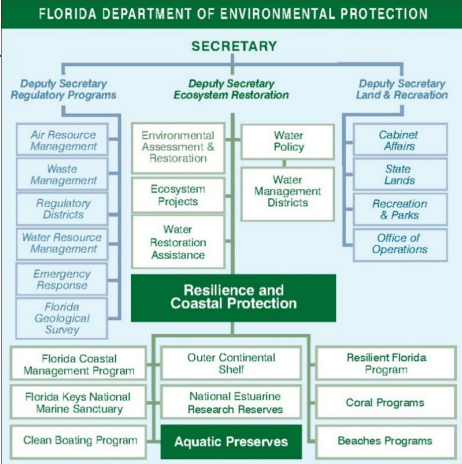 FLORIDA DEPARTMENT OF ENVIRONMENTAL PROTECTION
SECRETARY
Deputy Secretary
Regulatory Programs
Deputy Secretary
Ecosystem Restoration
Deputy Secretary
Land & Recreation
Air Resource
Management
Waste
Management
Regulatory
Districts
Water Resource
Management
Emergency
Response
Florida
Geological
Survey
Environmental
Assessment &
Restoration
Ecosystem
Projects
Water
Restoration
Assistance
Water
Policy
Water
Management
Districts
Cabinet
Affairs
State
Lands
Recreation
& Parks
Office of
Operations
Resilience and
Coastal Protection
Florida Coastal
Management Program
Outer Continental
Shelf
Resilient Florida
Program
Florida Keys National
Marine Sanctuary
National Estuarine
Research Reserves
Coral Programs
Clean Boating Program
Aquatic Preserves
Beaches Programs